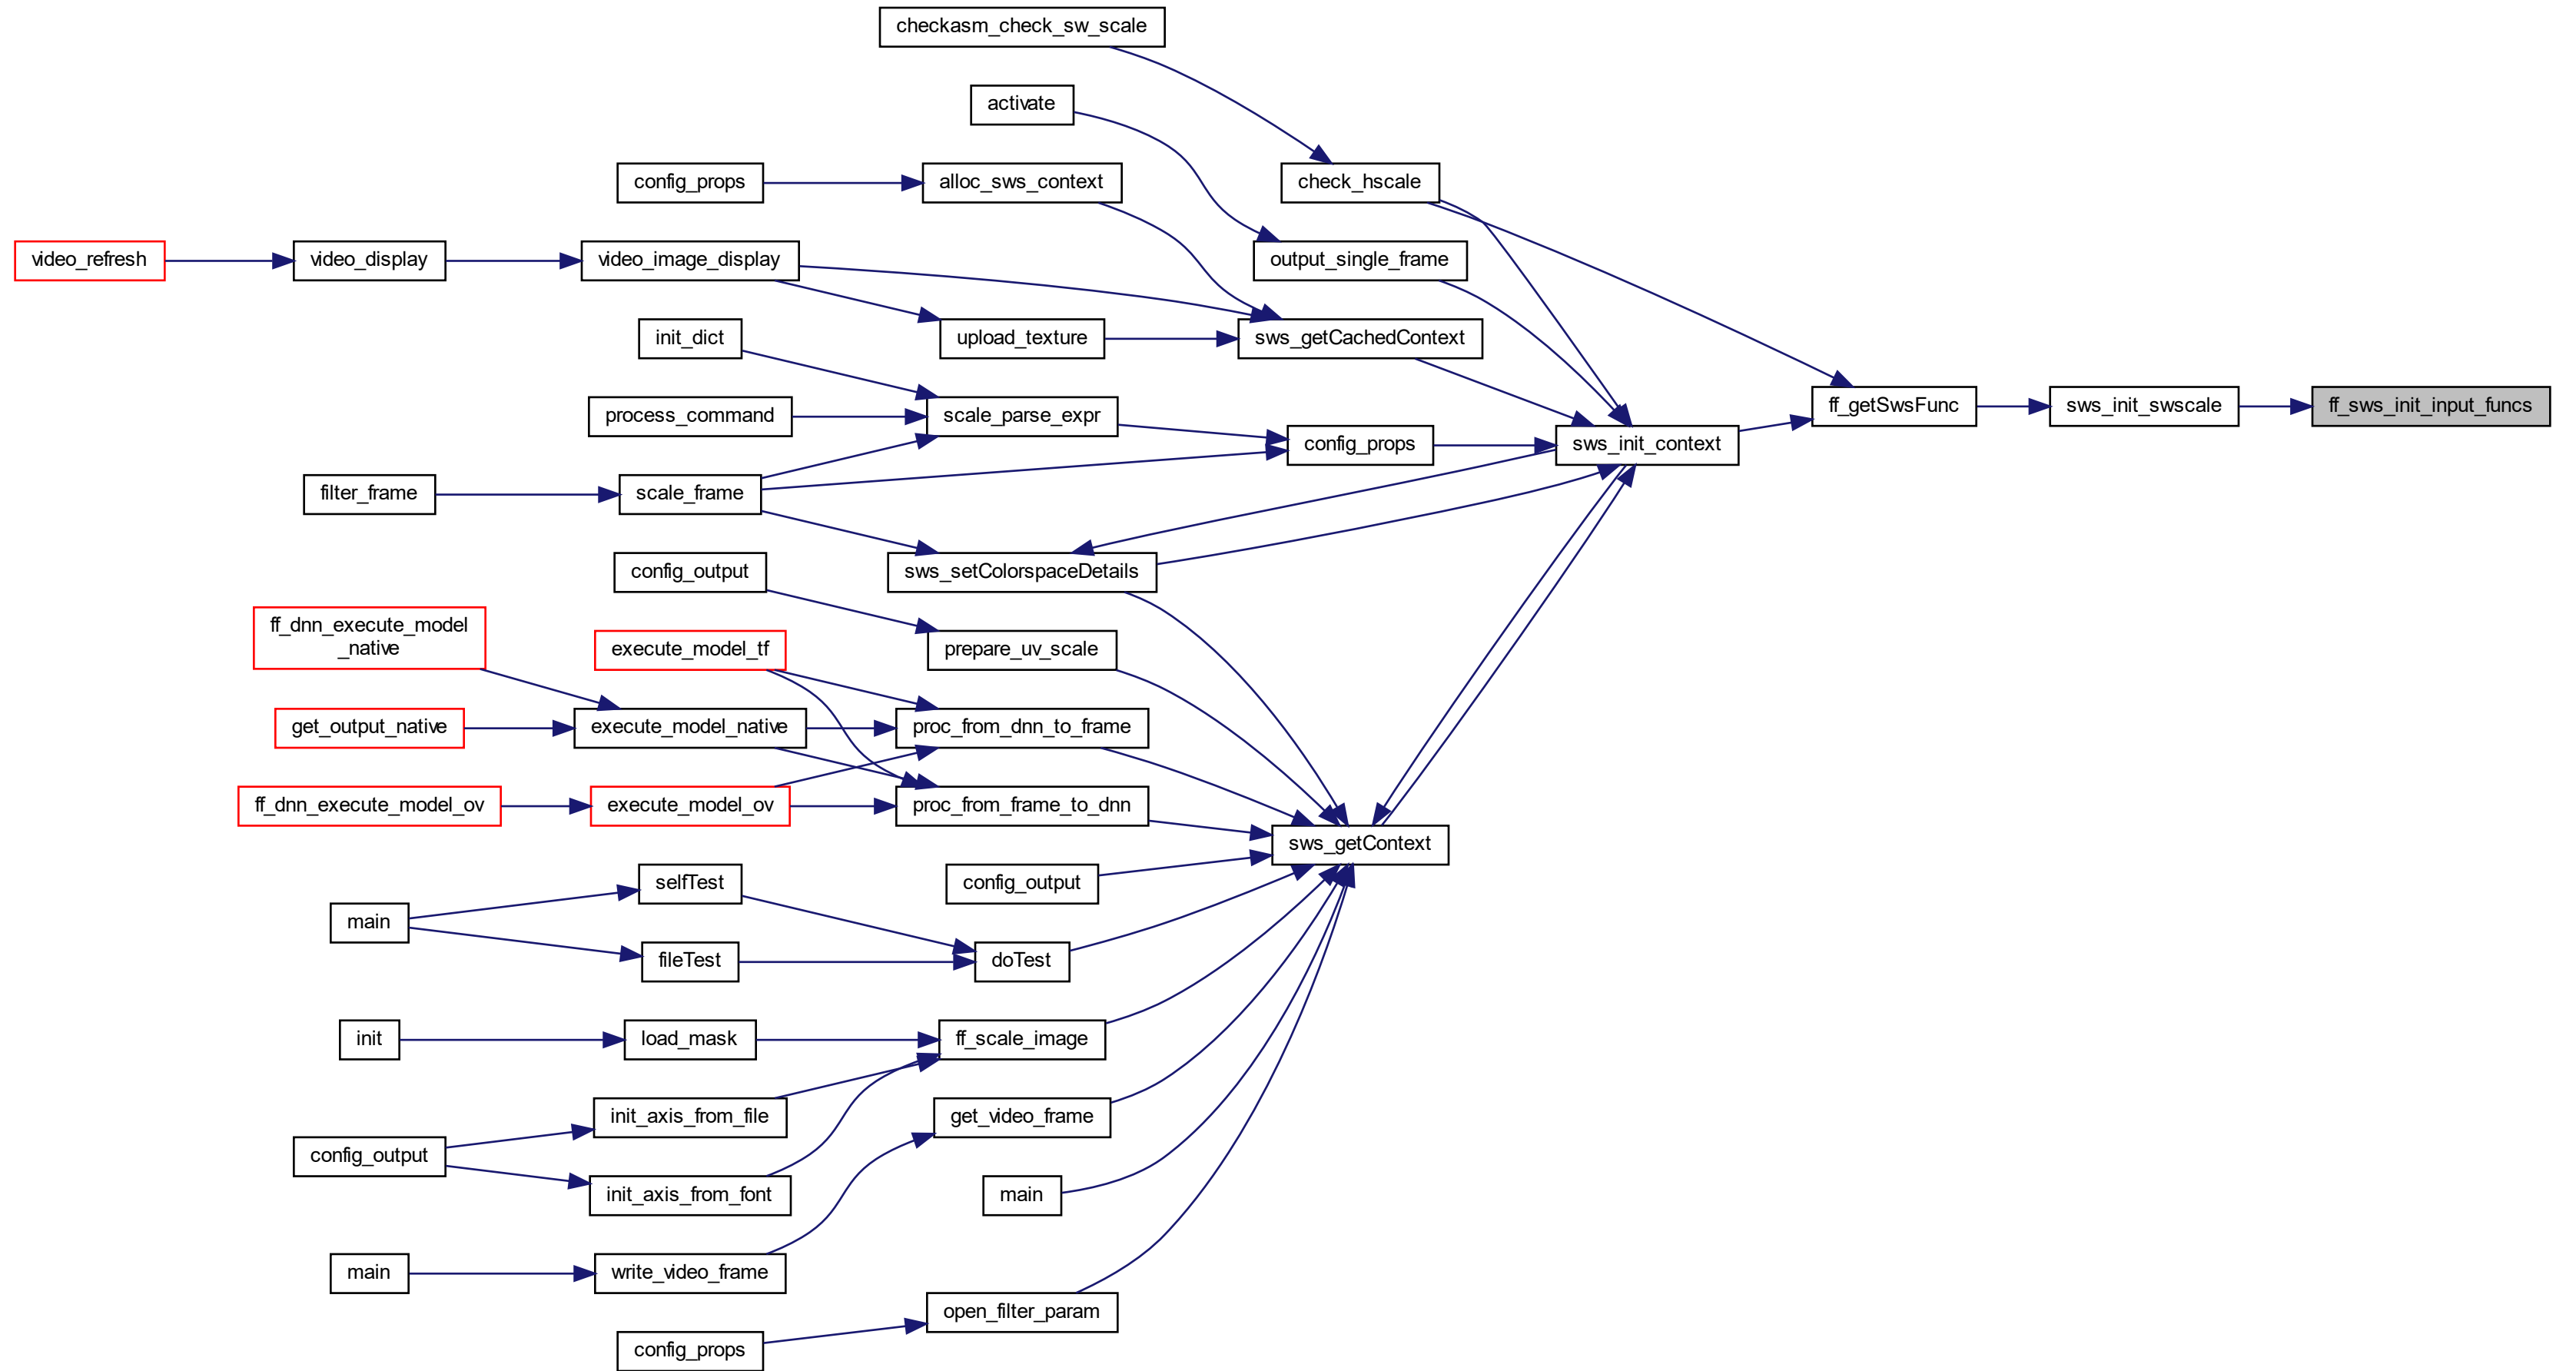 checkasm_check_sw_scale
activate
config_props
alloc_sws_context
check_hscale
video_refresh
video_display
video_image_display
output_single_frame
init_dict
upload_texture
sws_getCachedContext
process_command
scale_parse_expr
ff_getSwsFunc
sws_init_swscale
ff_sws_init_input_funcs
config_props
sws_init_context
filter_frame
scale_frame
config_output
sws_setColorspaceDetails
ff_dnn_execute_model
_native
execute_model_tf
prepare_uv_scale
get_output_native
execute_model_native
proc_from_dnn_to_frame
ff_dnn_execute_model_ov
execute_model_ov
proc_from_frame_to_dnn
sws_getContext
selfTest
config_output
main
fileTest
doTest
init
load_mask
ff_scale_image
init_axis_from_file
get_video_frame
config_output
init_axis_from_font
main
main
write_video_frame
open_filter_param
config_props